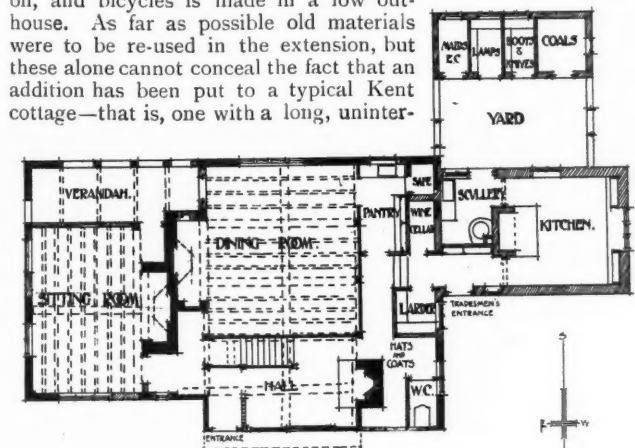 on, and bicycles is made in a low out-
house. As far as possible old materials
were to be re-used in the extension, but
these alone cannot conceal the fact that an
addition has been put to a typical Kent
cottage—that is, one with a long, uninter-
MAIDS
E.C
LAMPS
BOOTS
&
KNIVES
COALS
YARD
VERANDAH.
SAFE
SCULLERY
PANTRY
WINE
CELLAR
KITCHEN.
DINING ROOM
SITTING ROOM
LARDER
TRADESMEN'S
ENTRANCE
HATS
AND
COATS
HALL
W.C.
ENTRANCE
S
E
W